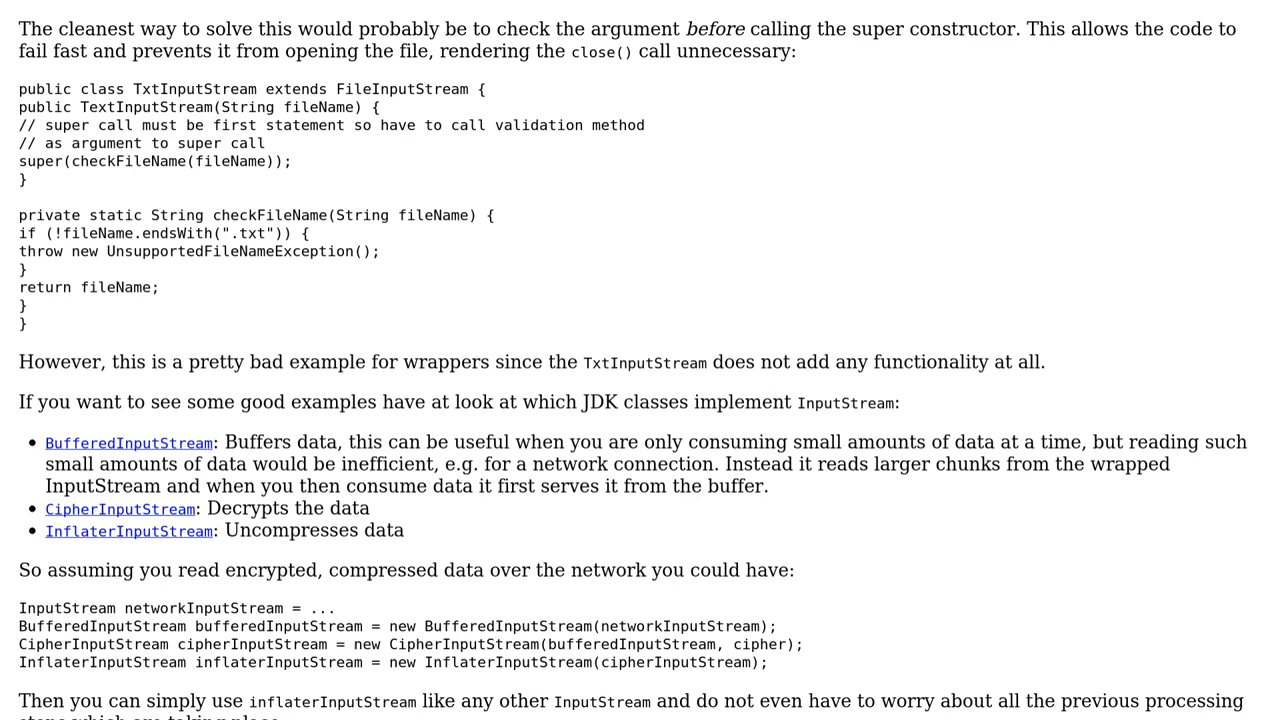 The cleanest way to solve this would probably be to check the argument before calling the super constructor. This allows the code to
fail fast and prevents it from opening the file, rendering the close() call unnecessary:
public class TxtInputStream extends FileInputStream {
public TextInputStream(String fileName) {
// super call must be first statement so have to call validation method
// as argument to super call
super(checkFileName(fileName));
}
private static String checkFileName(String fileName) {
if (!fileName.endsWith(".txt")) {
throw new UnsupportedFileNameException();
}
return fileName;
}
}
However, this is a pretty bad example for wrappers since the TxtInputStream does not add any functionality at all.
If you want to see some good examples have at look at which JDK classes implement InputStream:
• BufferedInputStream: Buffers data, this can be useful when you are only consuming small amounts of data at a time, but reading such
small amounts of data would be inefficient, e.g. for a network connection. Instead it reads larger chunks from the wrapped
InputStream and when you then consume data it first serves it from the buffer.
• CipherInputStream: Decrypts the data
• InflaterInputStream: Uncompresses data
So assuming you read encrypted, compressed data over the network you could have:
InputStream networkInputStream = ...
BufferedInputStream bufferedInputStream = new BufferedInputStream(networkInputStream);
CipherInputStream cipherInputStream = new CipherInputStream(bufferedInputStream, cipher);
InflaterInputStream inflaterInputStream = new InflaterInputStream(cipherInputStream);
Then you can simply use inflaterInputStream like any other InputStream and do not even have to worry about all the previous processing